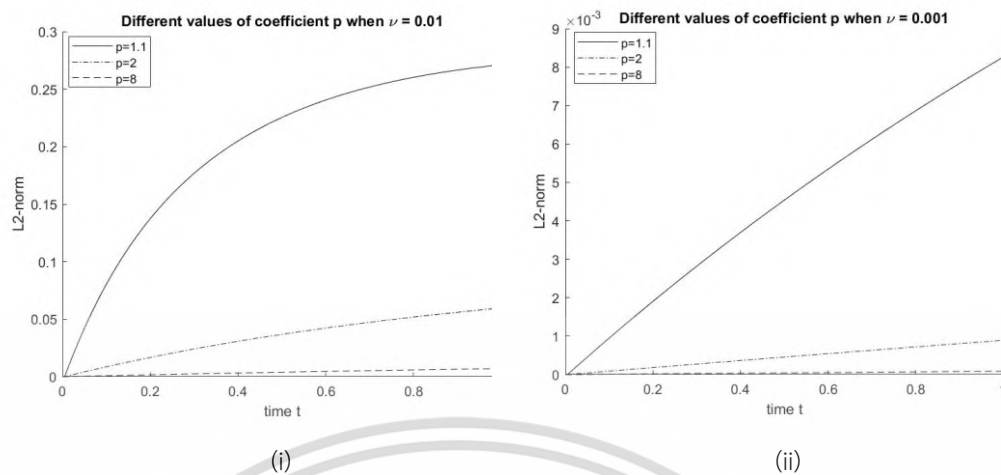 Different values of coefficient p when ν = 0.01
0.3
0.25
0.2
0.15
0.1
0.05
0
L2-norm
p=1.1
p=2
p=8
0 0.2 0.4 0.6 0.8
time t
(i)
Different values of coefficient p when ν = 0.001
×10⁻³
9
8
7
6
5
4
3
2
1
0
L2-norm
p=1.1
p=2
p=8
0 0.2 0.4 0.6 0.8
time t
(ii)